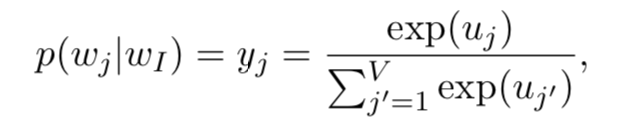 p(w_j|w_I) = y_j = \frac{\exp(u_j)}{\sum_{j'=1}^{V} \exp(u_{j'})},